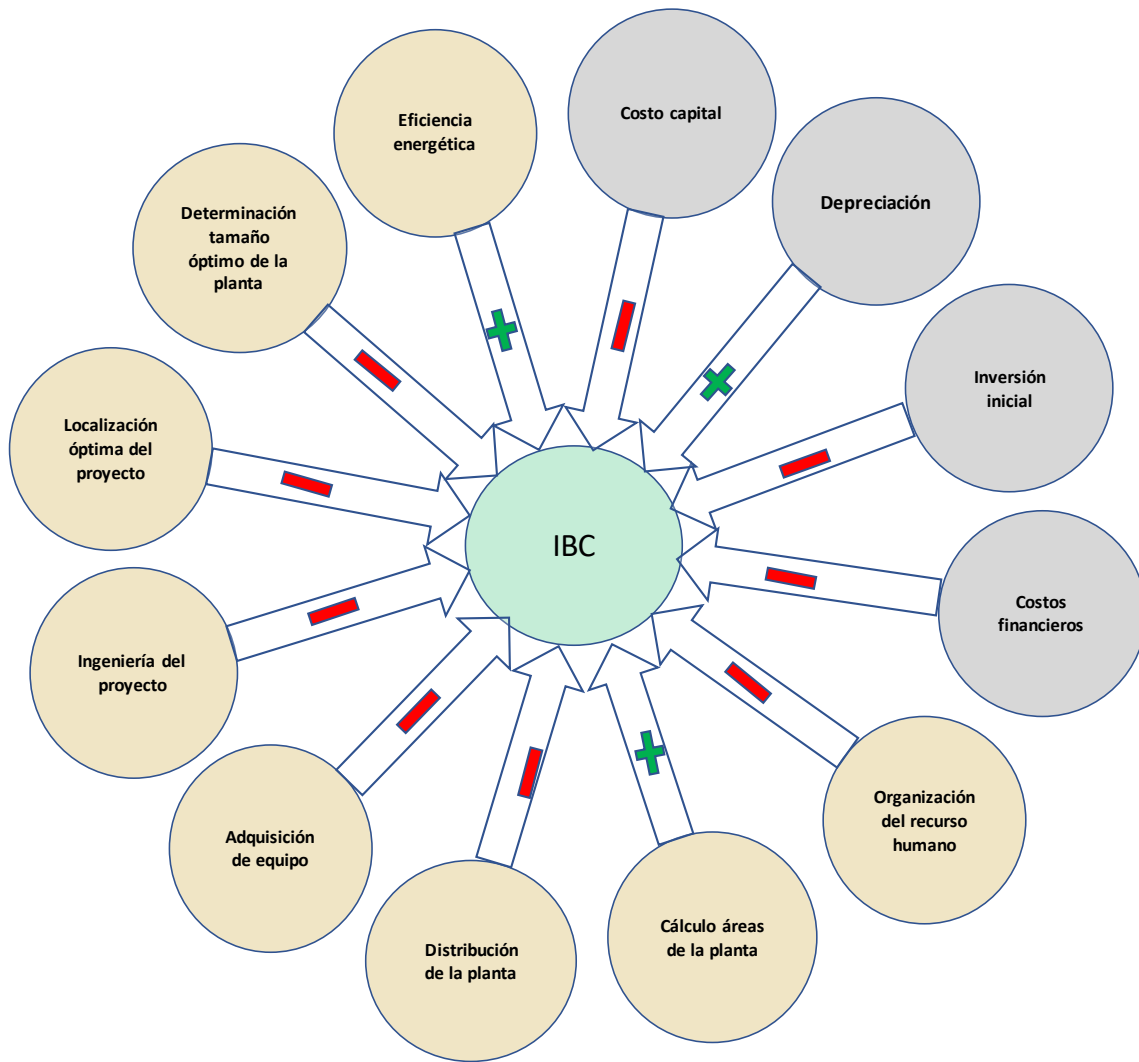 Eficiencia
energética
Costo capital
Depreciación
Determinación
tamaño
óptimo de la
planta
Inversión
inicial
Localización
óptima del
proyecto
IBC
Costos
financieros
Ingeniería del
proyecto
Organización
del recurso
humano
Adquisición
de equipo
Distribución
de la planta
Cálculo áreas
de la planta